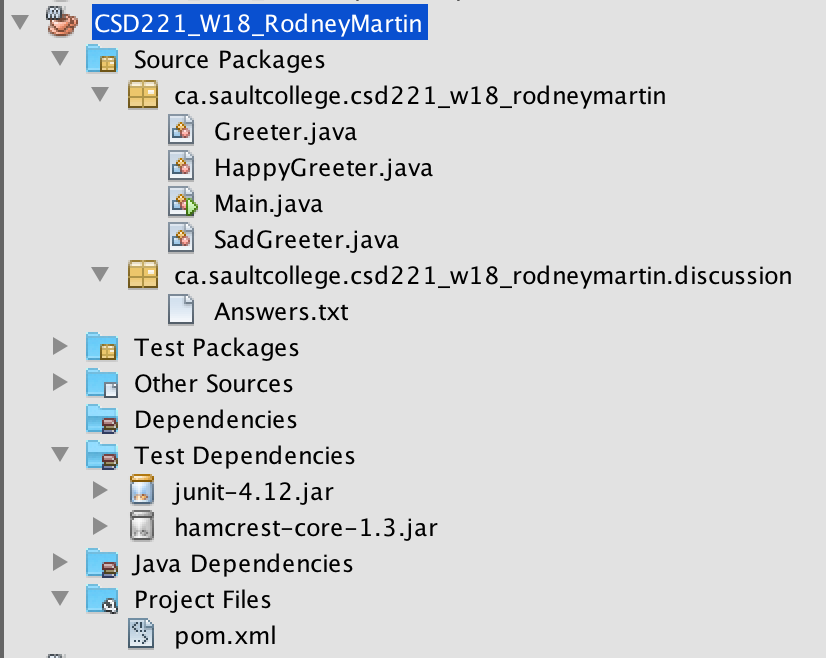 CSD221_W18_RodneyMartin
Source Packages
ca.saultcollege.csd221_w18_rodneymartin
Greeter.java
HappyGreeter.java
Main.java
SadGreeter.java
ca.saultcollege.csd221_w18_rodneymartin.discussion
Answers.txt
Test Packages
Other Sources
Dependencies
Test Dependencies
junit-4.12.jar
hamcrest-core-1.3.jar
Java Dependencies
Project Files
pom.xml